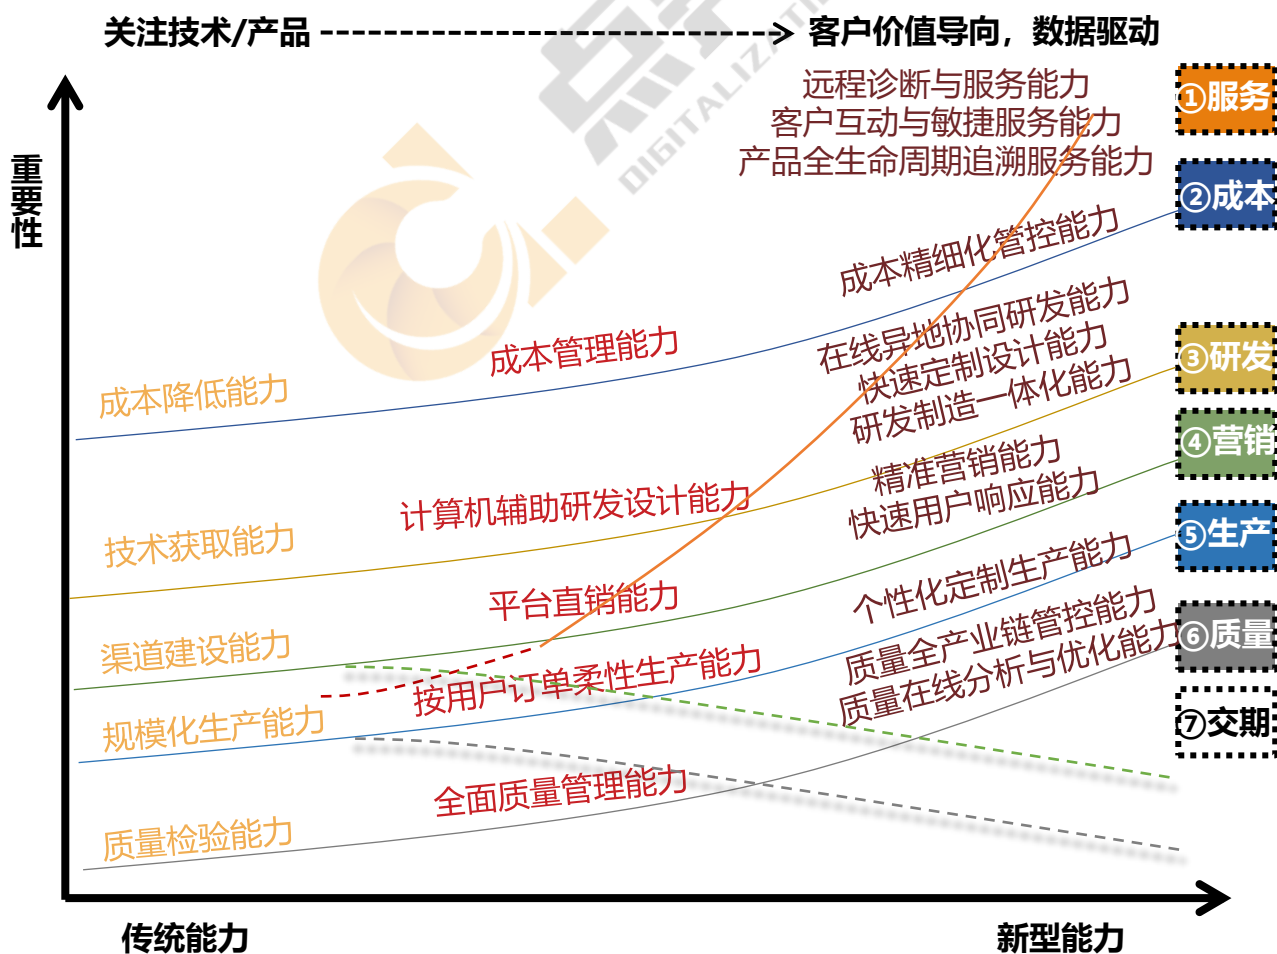 关注技术/产品
客户价值导向，数据驱动
重要性
远程诊断与服务能力
客户互动与敏捷服务能力
产品全生命周期追溯服务能力
①服务
②成本
成本精细化管控能力
成本管理能力
成本降低能力
在线异地协同研发能力
快速定制设计能力
研发制造一体化能力
③研发
计算机辅助研发设计能力
技术获取能力
④营销
精准营销能力
快速用户响应能力
平台直销能力
渠道建设能力
⑤生产
个性化定制生产能力
按用户订单柔性生产能力
规模化生产能力
⑥质量
质量全产业链管控能力
质量在线分析与优化能力
全面质量管理能力
质量检验能力
⑦交期
传统能力
新型能力